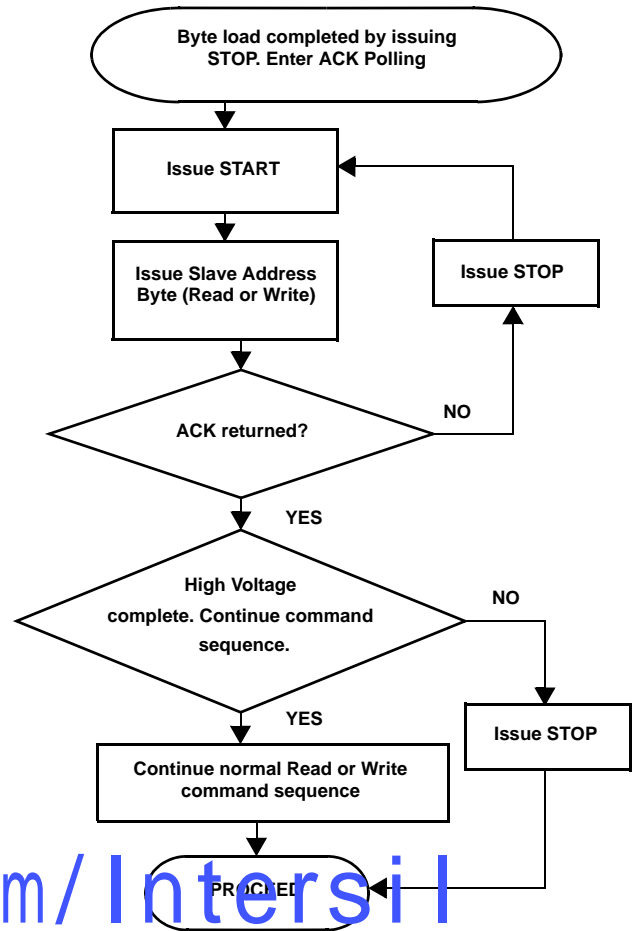 Byte load completed by issuing
STOP. Enter ACK Polling
Issue START
Issue Slave Address
Byte (Read or Write)
Issue STOP
ACK returned?
NO
YES
High Voltage
complete. Continue command
sequence.
NO
YES
Issue STOP
Continue normal Read or Write
command sequence
PROCEED
m/Intersil